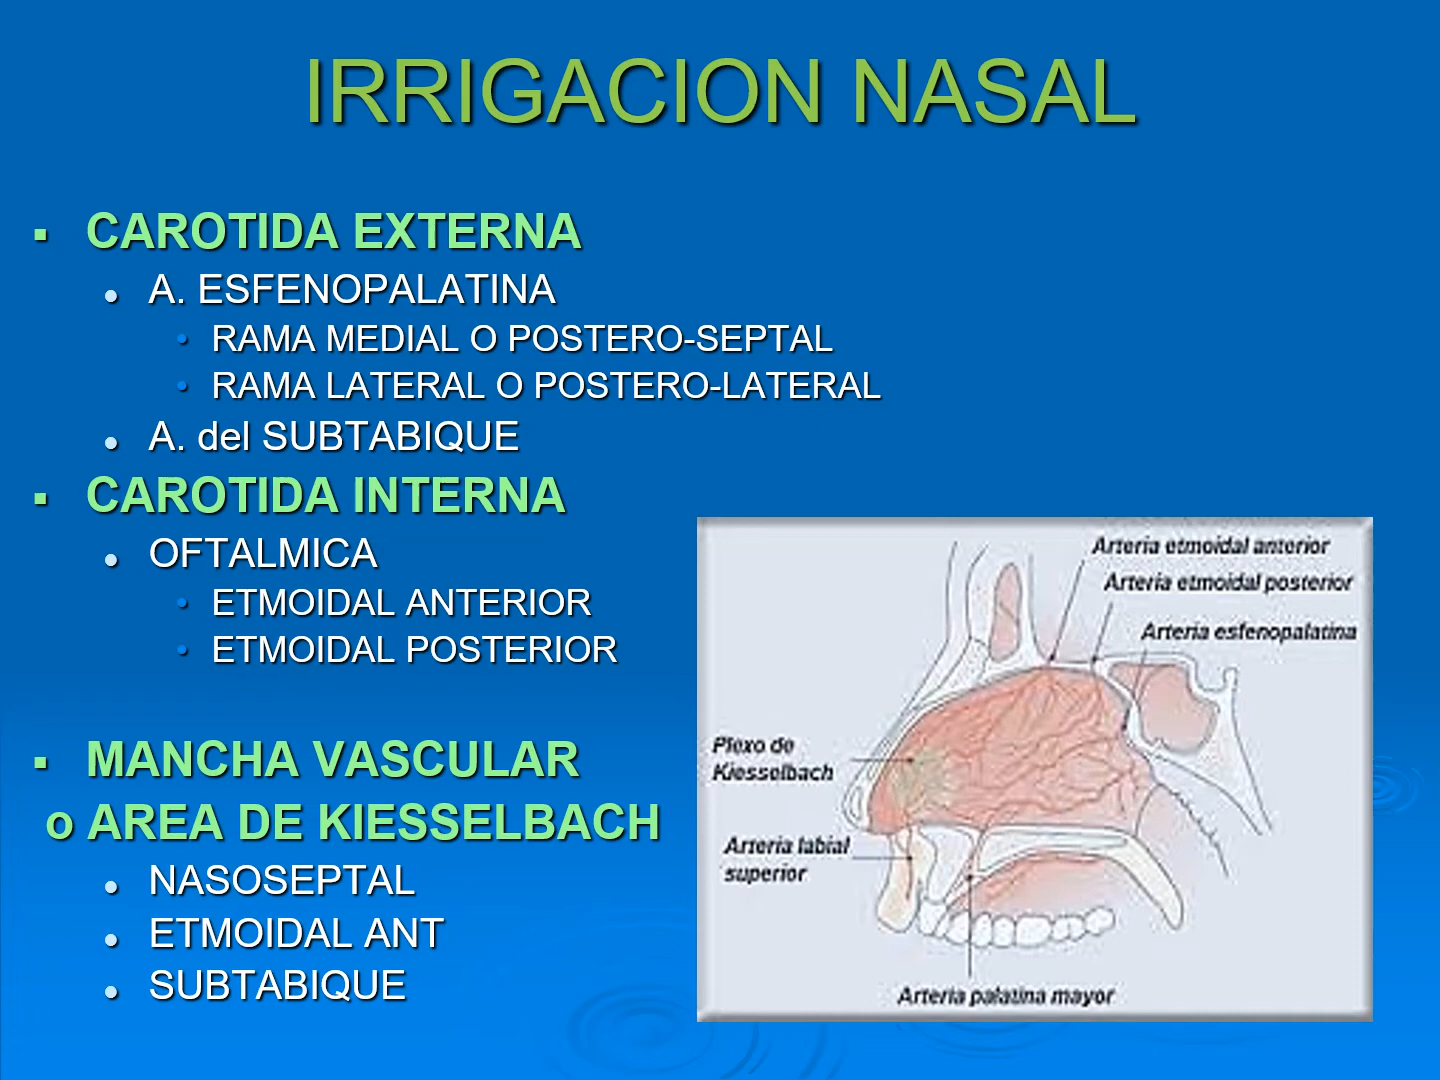 IRRIGACION NASAL
CAROTIDA EXTERNA
A. ESFENOPALATINA
RAMA MEDIAL O POSTERO-SEPTAL
RAMA LATERAL O POSTERO-LATERAL
A. del SUBTABIQUE
CAROTIDA INTERNA
OFTALMICA
ETMOIDAL ANTERIOR
ETMOIDAL POSTERIOR
MANCHA VASCULAR
o AREA DE KIESSELBACH
NASOSEPTAL
ETMOIDAL ANT
SUBTABIQUE
Arteria etmoidal anterior
Arteria etmoidal posterior
Arteria esfenopalatina
Plexo de
Kiesselbach
Arteria labial
superior
Arteria palatina mayor